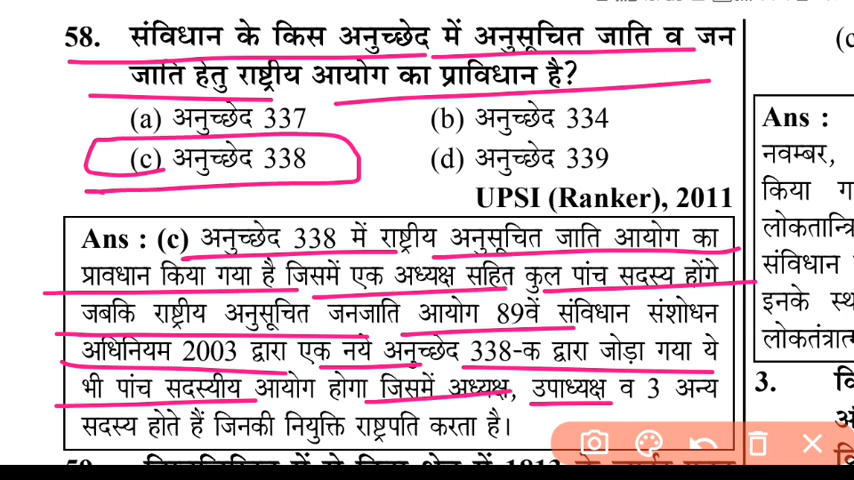 58. संविधान के किस अनुच्छेद में अनुसूचित जाति व जन
जाति हेतु राष्ट्रीय आयोग का प्राविधान है?
(a) अनुच्छेद 337 (b) अनुच्छेद 334
(c) अनुच्छेद 338 (d) अनुच्छेद 339
UPSI (Ranker), 2011
Ans : (c) अनुच्छेद 338 में राष्ट्रीय अनुसूचित जाति आयोग का
प्रावधान किया गया है जिसमें एक अध्यक्ष सहित कुल पांच सदस्य होंगे
जबकि राष्ट्रीय अनुसूचित जनजाति आयोग 89वें संविधान संशोधन
अधिनियम 2003 द्वारा एक नये अनुच्छेद 338-क द्वारा जोड़ा गया ये
भी पांच सदस्यीय आयोग होगा जिसमें अध्यक्ष, उपाध्यक्ष व 3 अन्य
सदस्य होते हैं जिनकी नियुक्ति राष्ट्रपति करता है।
(c
Ans :
नवम्बर,
किया ग
लोकतान्त्रि
संविधान
इनके स्थ
लोकतंत्रात्म
3. वि